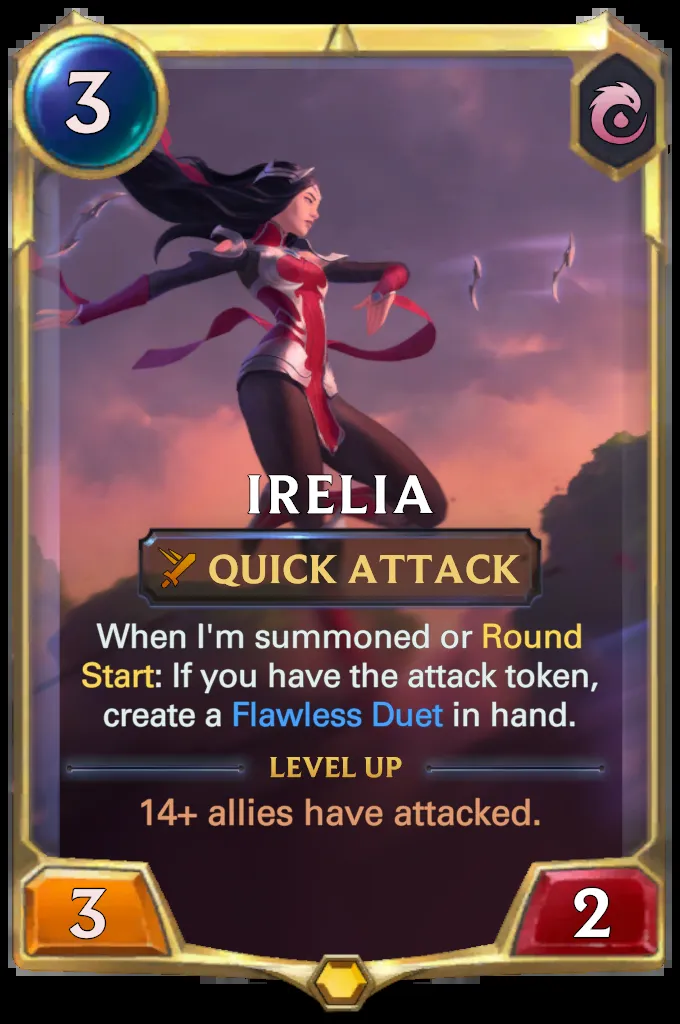 3
IRELIA
QUICK ATTACK
When I'm summoned or Round
Start: If you have the attack token,
create a Flawless Duet in hand.
LEVEL UP
14+ allies have attacked.
3
2